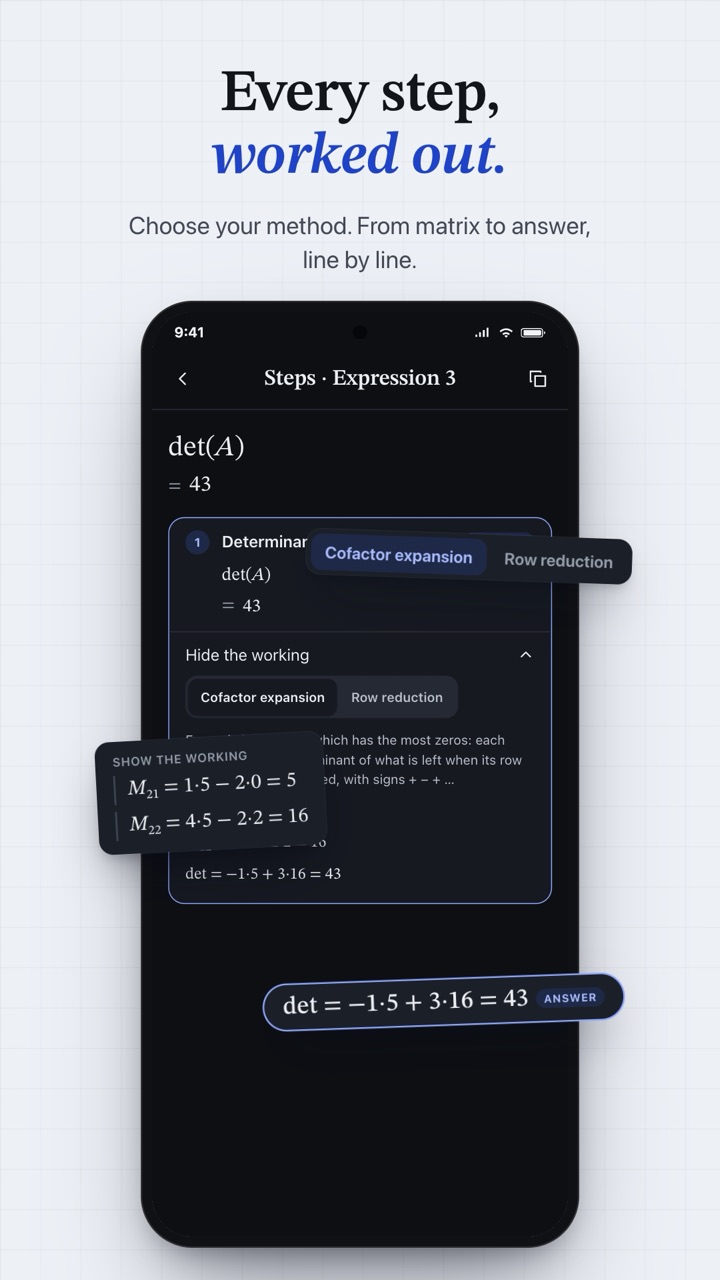 Every step,
worked out.
Choose your method. From matrix to answer,
line by line.
9:41
Steps · Expression 3
det(A)
= 43
1
Cofactor expansion Row reduction
det(A)
= 43
Hide the working
Cofactor expansion Row reduction
which has the most zeros: each
of what is left when its row
with signs + − + …
SHOW THE WORKING
M21 = 1·5 − 2·0 = 5
M22 = 4·5 − 2·2 = 16
det = −1·5 + 3·16 = 43
det = −1·5 + 3·16 = 43 ANSWER